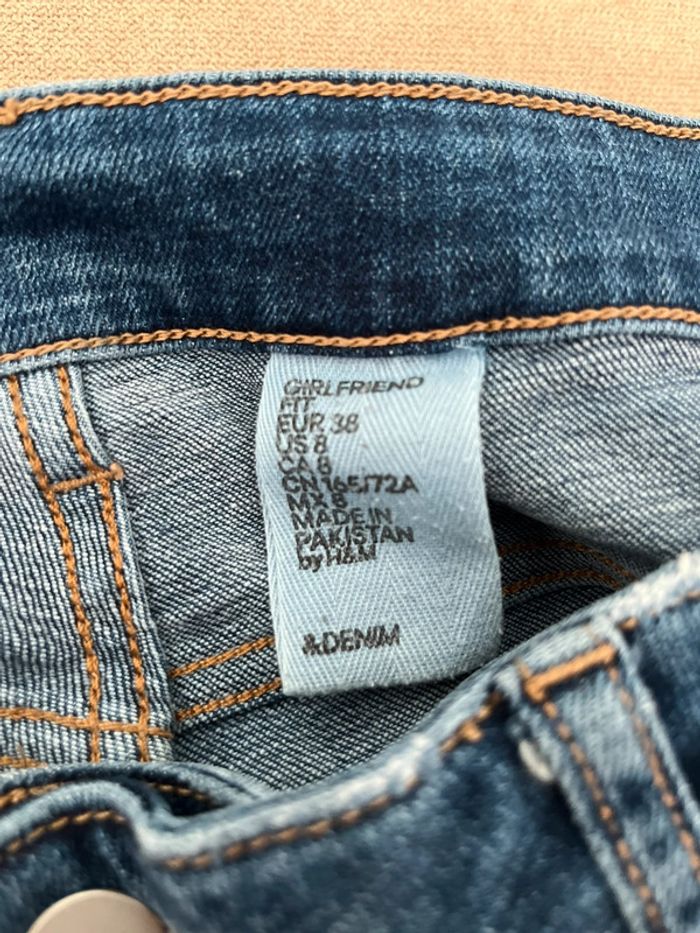 GIRLFRIEND
FIT
EUR 38
US 8
CA 8
CN 165/72A
MX 8
MADE IN
PAKISTAN
by H&M
&DENIM